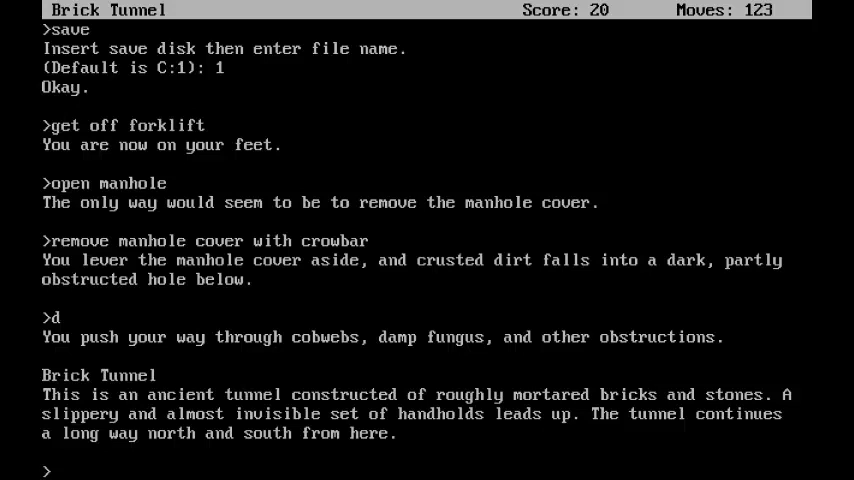 Brick Tunnel Score: 20 Moves: 123
>save
Insert save disk then enter file name.
(Default is C:1): 1
Okay.
>get off forklift
You are now on your feet.
>open manhole
The only way would seem to be to remove the manhole cover.
>remove manhole cover with crowbar
You lever the manhole cover aside, and crusted dirt falls into a dark, partly
obstructed hole below.
>d
You push your way through cobwebs, damp fungus, and other obstructions.
Brick Tunnel
This is an ancient tunnel constructed of roughly mortared bricks and stones. A
slippery and almost invisible set of handholds leads up. The tunnel continues
a long way north and south from here.
>